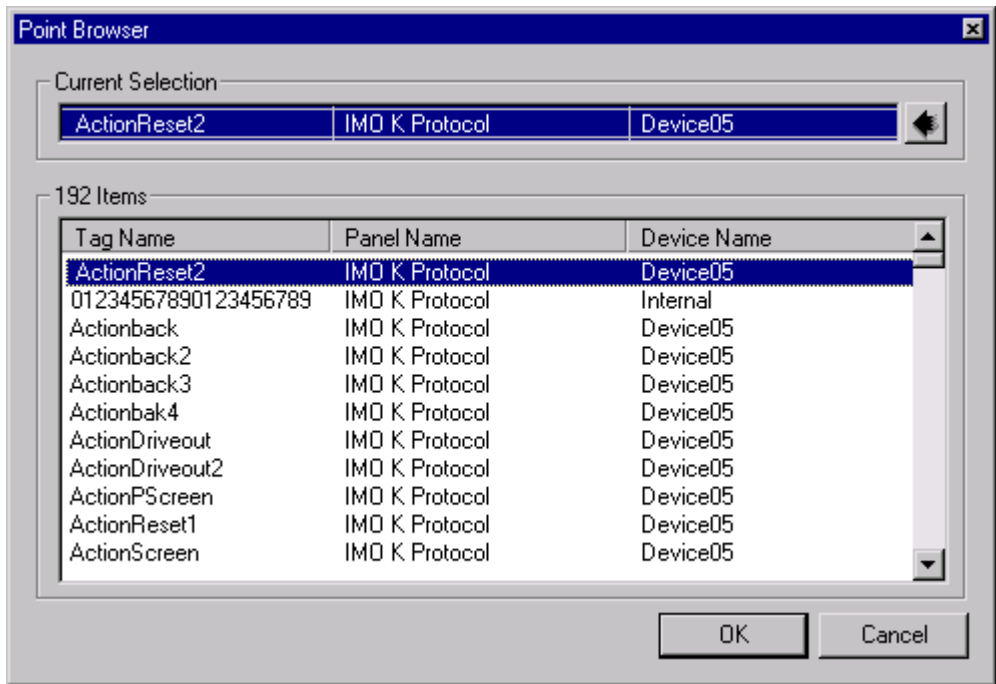 Point Browser
Current Selection
ActionReset2 IMO K Protocol Device05
192 Items
Tag Name Panel Name Device Name
ActionReset2 IMO K Protocol Device05
01234567890123456789 IMO K Protocol Internal
Actionback IMO K Protocol Device05
Actionback2 IMO K Protocol Device05
Actionback3 IMO K Protocol Device05
Actionbak4 IMO K Protocol Device05
ActionDriveout IMO K Protocol Device05
ActionDriveout2 IMO K Protocol Device05
ActionPScreen IMO K Protocol Device05
ActionReset1 IMO K Protocol Device05
ActionScreen IMO K Protocol Device05
OK Cancel